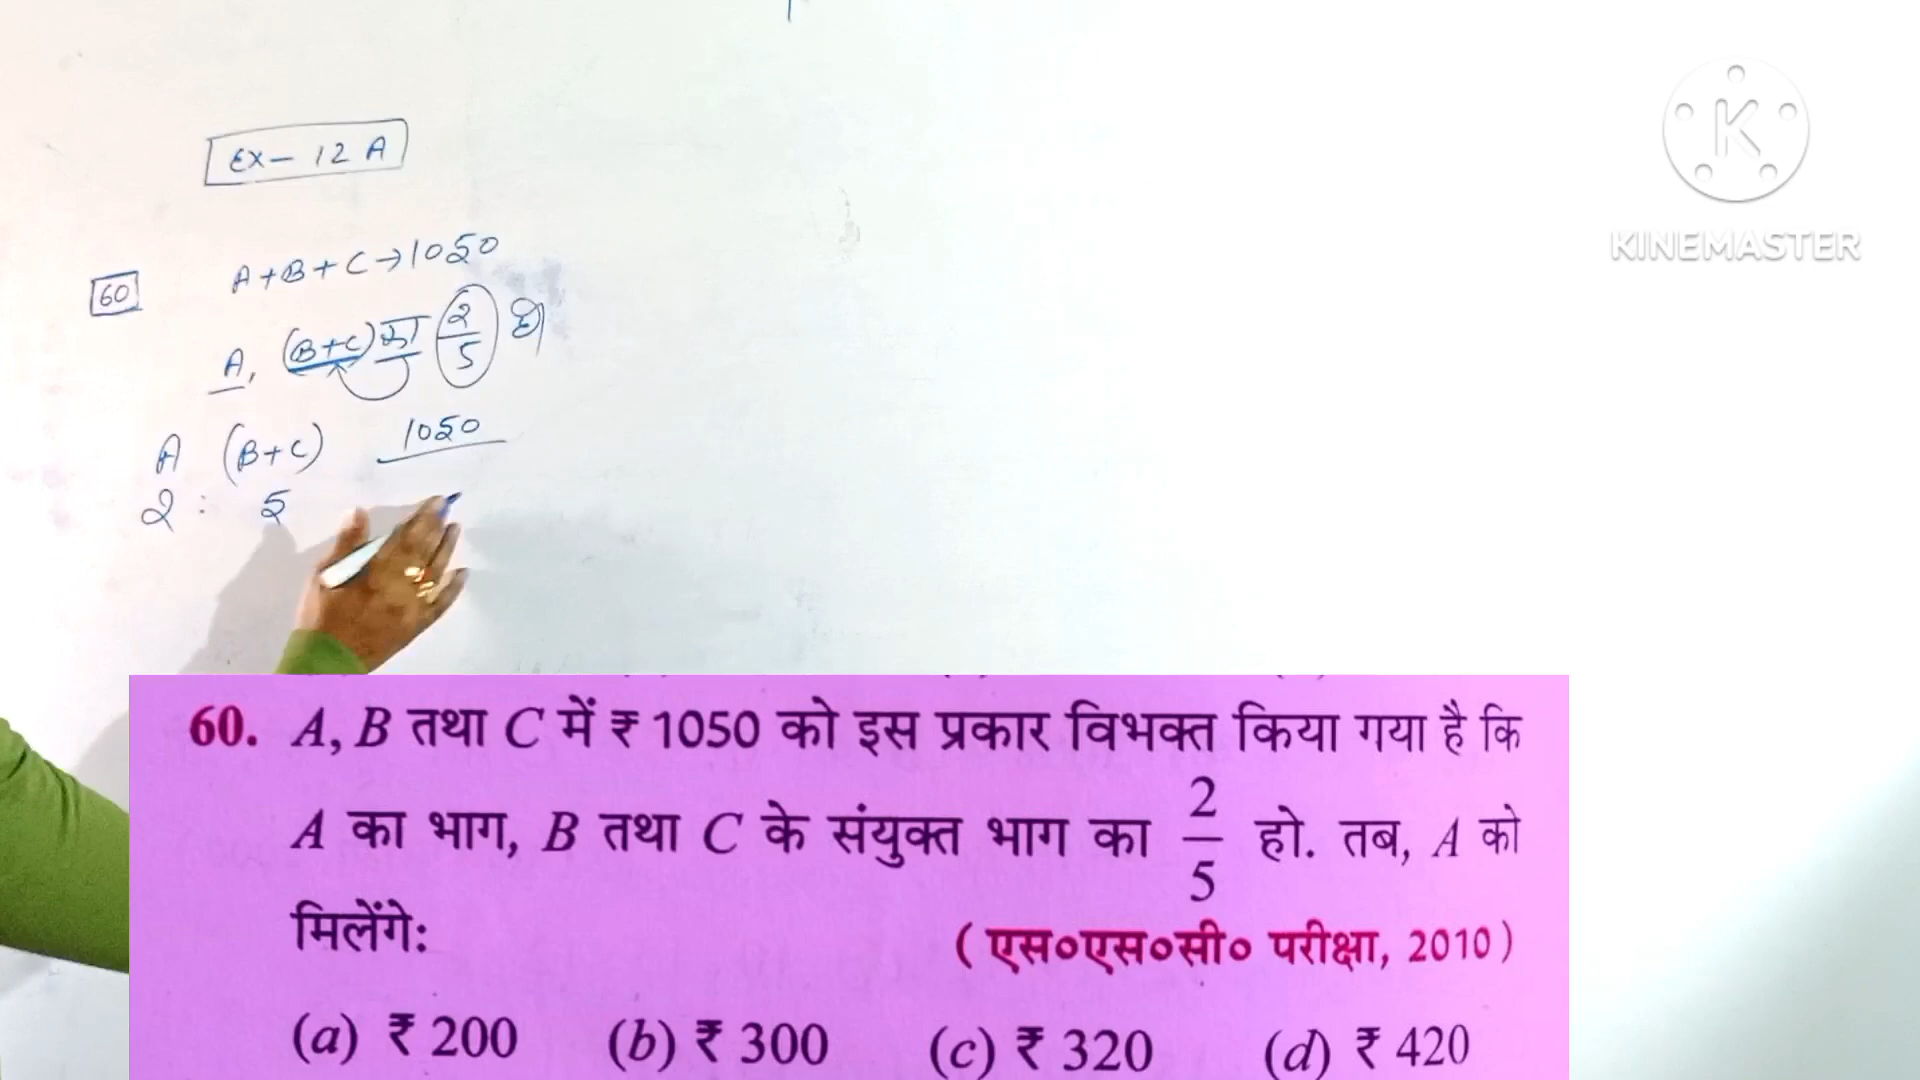 Ex - 12 A
KINEMASTER
60 A+B+C→1050
A, (B+C) का 2/5
A (B+C) 1050
2 : 5
60. A, B तथा C में ₹ 1050 को इस प्रकार विभक्त किया गया है कि
A का भाग, B तथा C के संयुक्त भाग का 2/5 हो. तब, A को
मिलेंगे:
( एस०एस०सी० परीक्षा, 2010 )
(a) ₹ 200 (b) ₹ 300 (c) ₹ 320 (d) ₹ 420